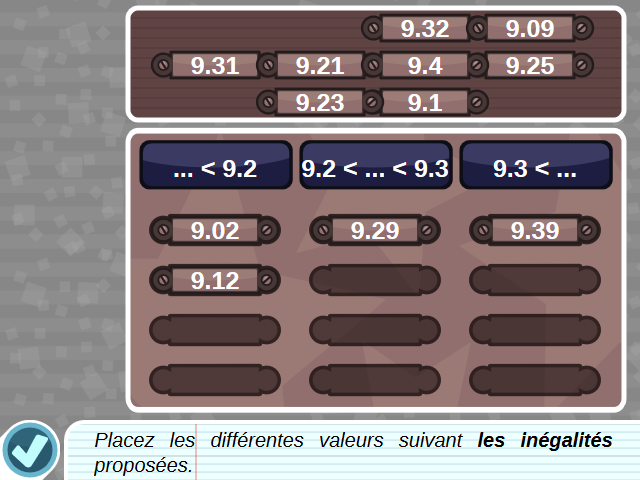 9.32 9.09
9.31 9.21 9.4 9.25
9.23 9.1
... < 9.2 9.2 < ... < 9.3 9.3 < ...
9.02 9.29 9.39
9.12
Placez les différentes valeurs suivant les inégalités
proposées.